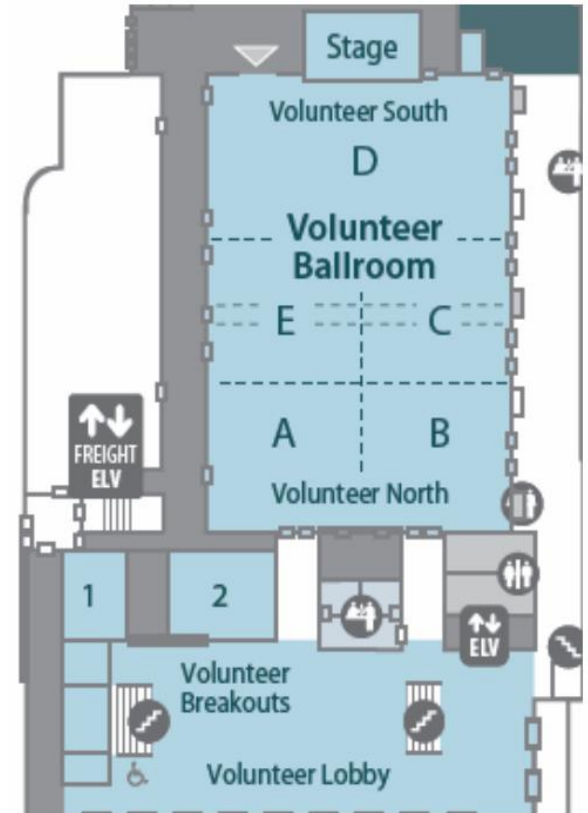 Stage
Volunteer South
D
Volunteer
Ballroom
E
C
FREIGHT
ELV
A
B
Volunteer North
1
2
ELV
Volunteer
Breakouts
Volunteer Lobby